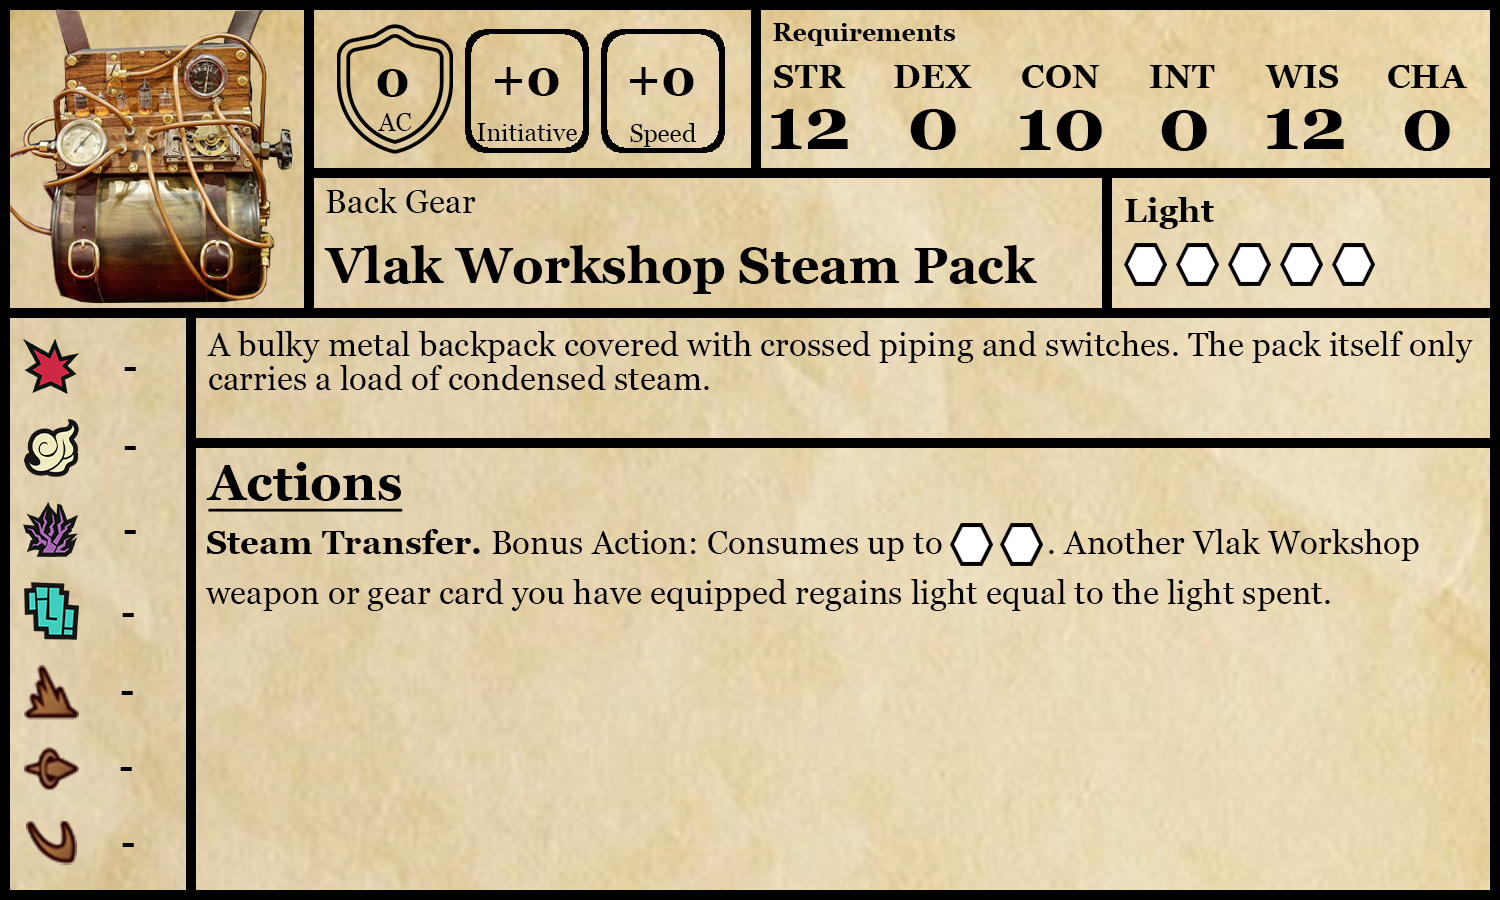 0
AC
+0
Initiative
+0
Speed
Requirements
STR DEX CON INT WIS CHA
12 0 10 0 12 0
Back Gear
Vlak Workshop Steam Pack
Light
A bulky metal backpack covered with crossed piping and switches. The pack itself only
carries a load of condensed steam.
-
-
-
-
-
-
-
Actions
Steam Transfer. Bonus Action: Consumes up to . Another Vlak Workshop
weapon or gear card you have equipped regains light equal to the light spent.